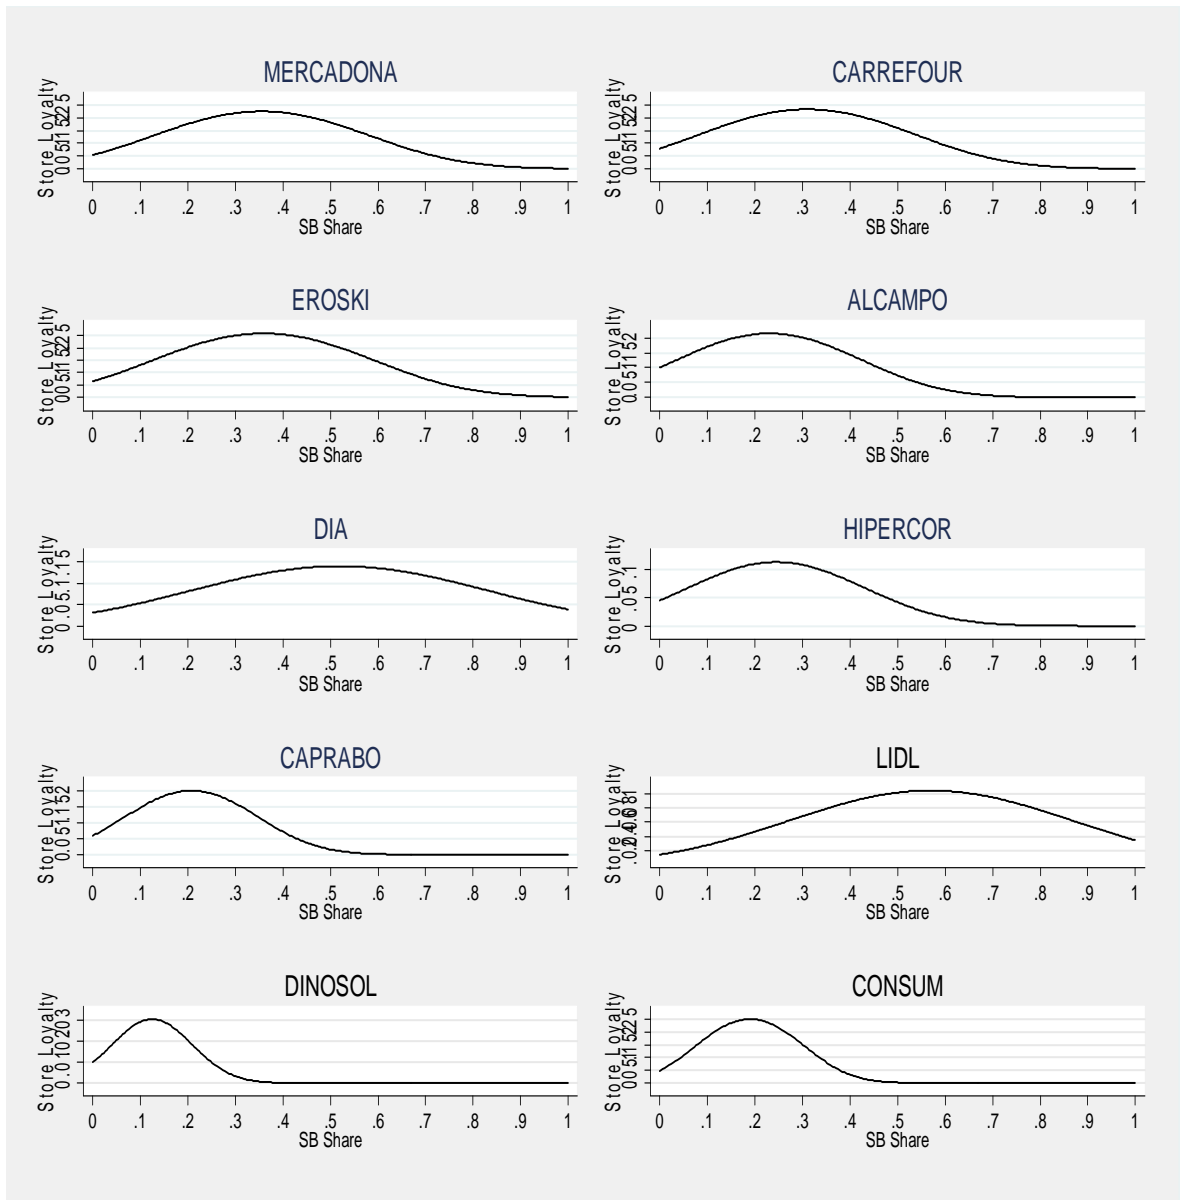 MERCADONA
Store Loyalty
0 .1 .2 .3 .4 .5 .6 .7 .8 .9 1
SB Share
CARREFOUR
Store Loyalty
0 .1 .2 .3 .4 .5 .6 .7 .8 .9 1
SB Share
EROSKI
Store Loyalty
0 .1 .2 .3 .4 .5 .6 .7 .8 .9 1
SB Share
ALCAMPO
Store Loyalty
0 .1 .2 .3 .4 .5 .6 .7 .8 .9 1
SB Share
DIA
Store Loyalty
0 .05 .1 .15
0 .1 .2 .3 .4 .5 .6 .7 .8 .9 1
SB Share
HIPERCOR
Store Loyalty
0 .05 .1
0 .1 .2 .3 .4 .5 .6 .7 .8 .9 1
SB Share
CAPRABO
Store Loyalty
0 .1 .2 .3 .4 .5 .6 .7 .8 .9 1
SB Share
LIDL
Store Loyalty
0 .1 .2 .3 .4 .5 .6 .7 .8 .9 1
SB Share
DINOSOL
Store Loyalty
0 .1 .2 .3 .4 .5 .6 .7 .8 .9 1
SB Share
CONSUM
Store Loyalty
0 .1 .2 .3 .4 .5 .6 .7 .8 .9 1
SB Share